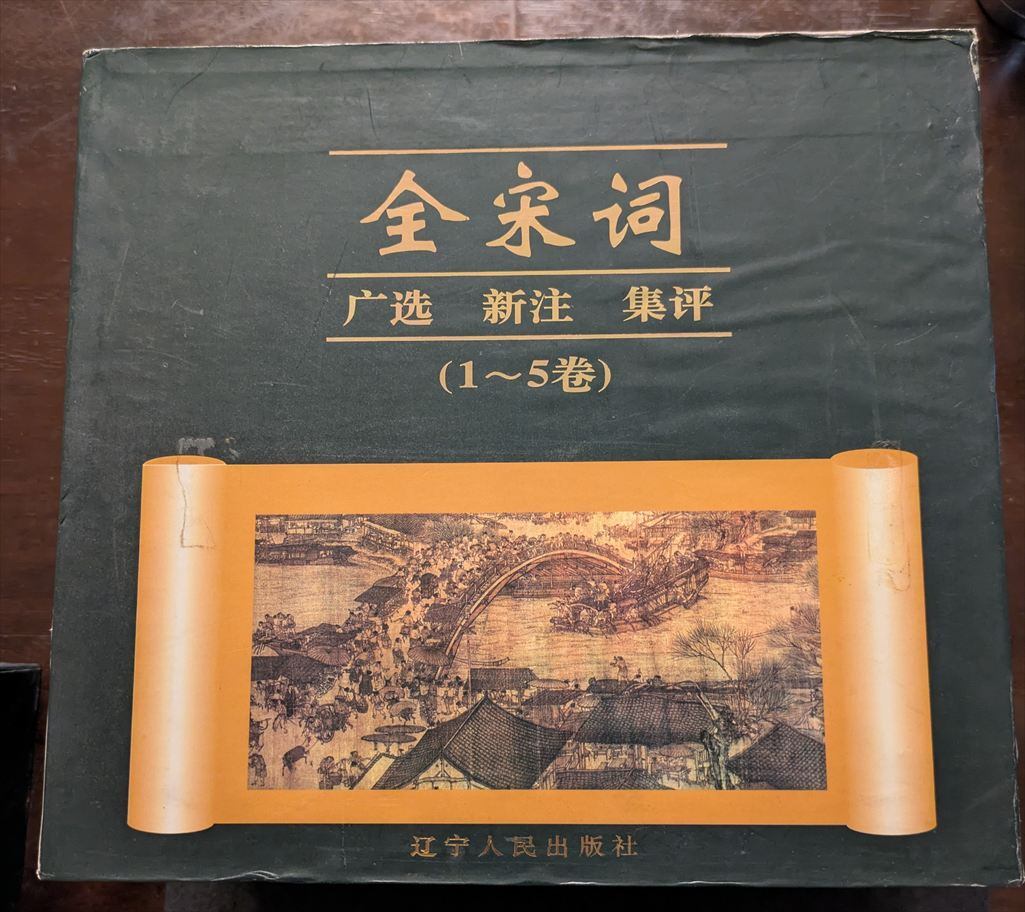 全宋词
广选 新注 集评
(1～5卷)
辽宁人民出版社